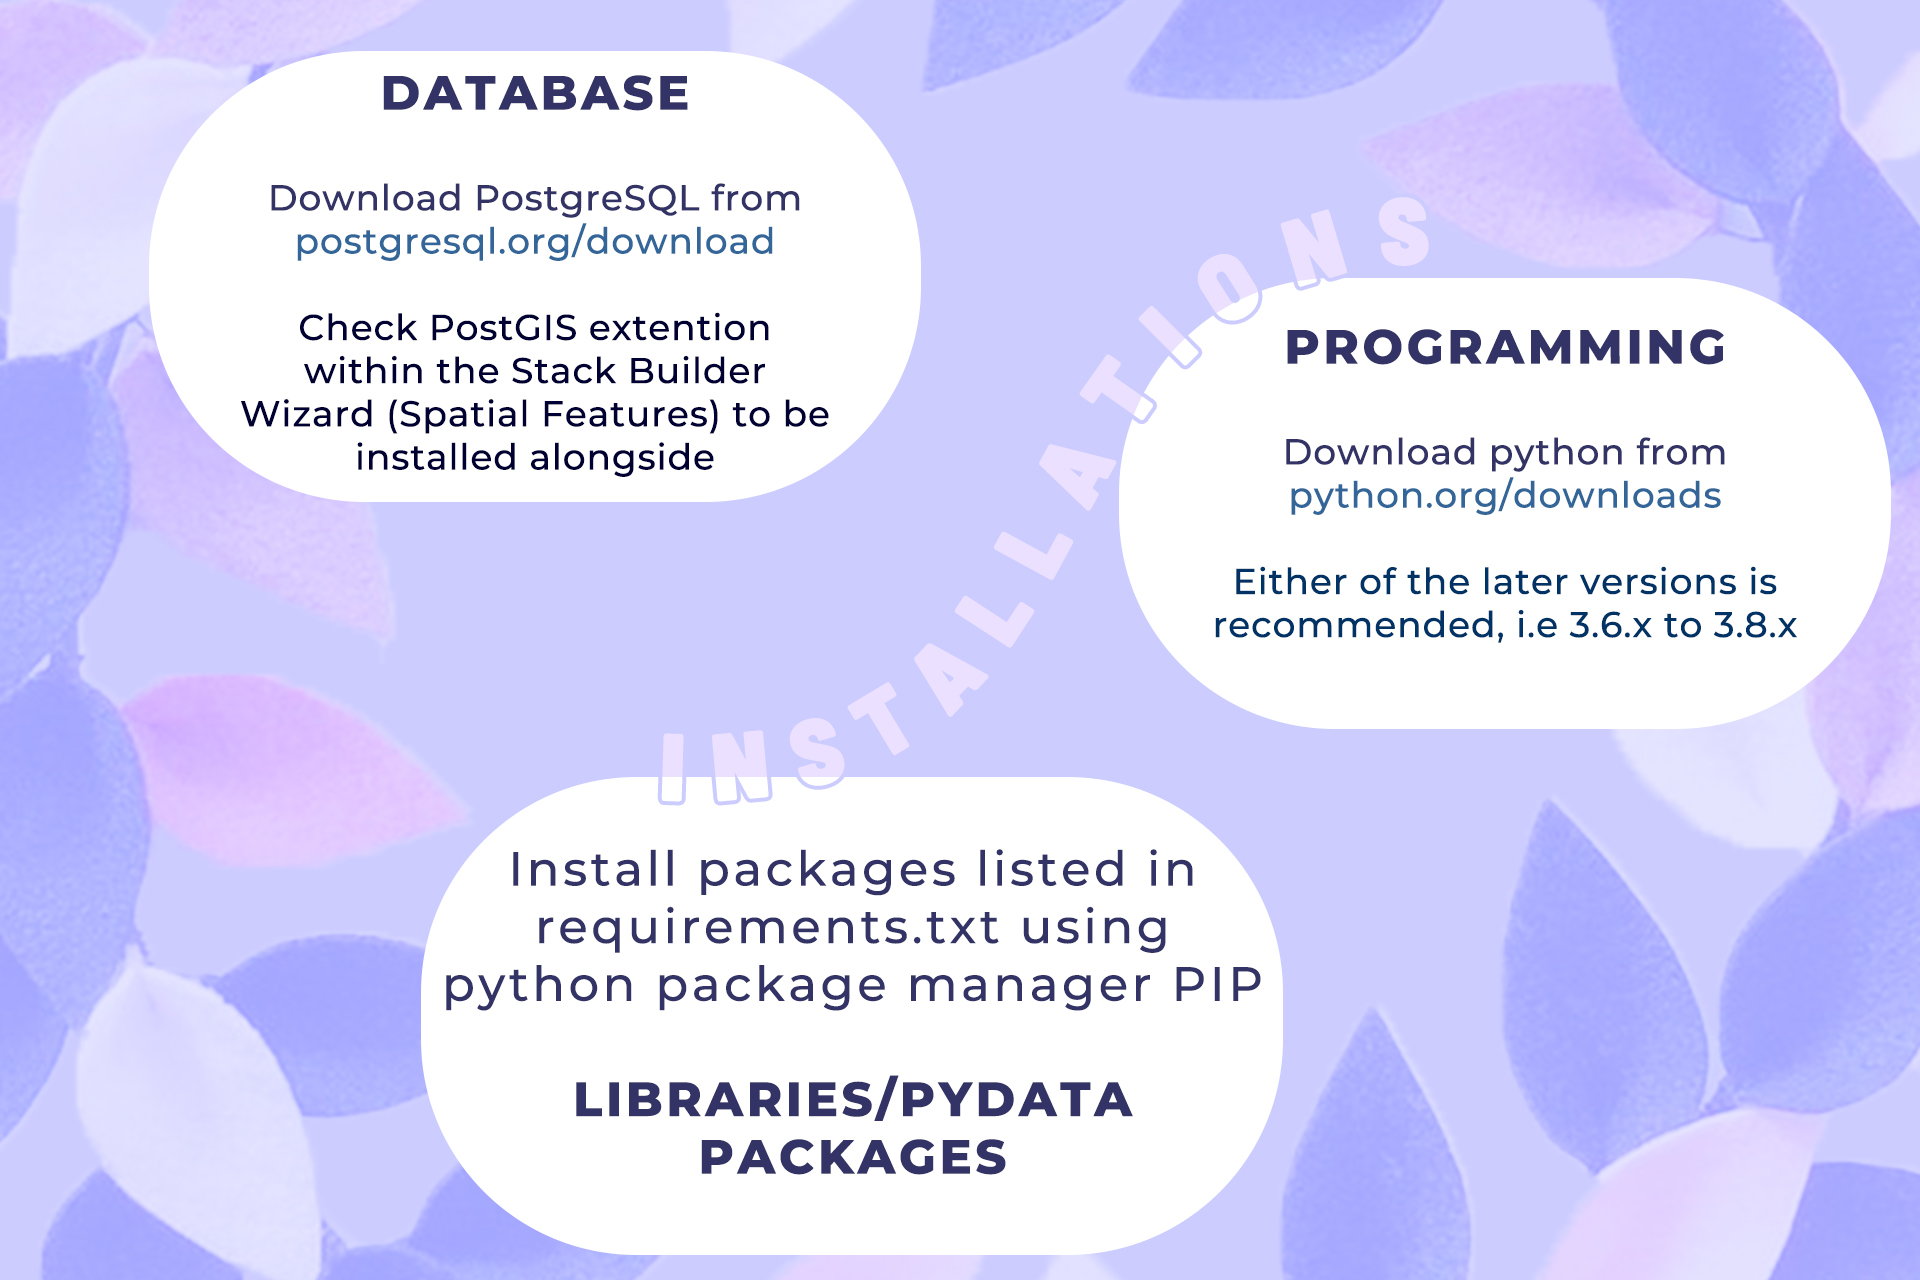 DATABASE
Download PostgreSQL from
postgresql.org/download
Check PostGIS extention
within the Stack Builder
Wizard (Spatial Features) to be
installed alongside
INSTALLATIONS
PROGRAMMING
Download python from
python.org/downloads
Either of the later versions is
recommended, i.e 3.6.x to 3.8.x
Install packages listed in
requirements.txt using
python package manager PIP
LIBRARIES/PYDATA
PACKAGES